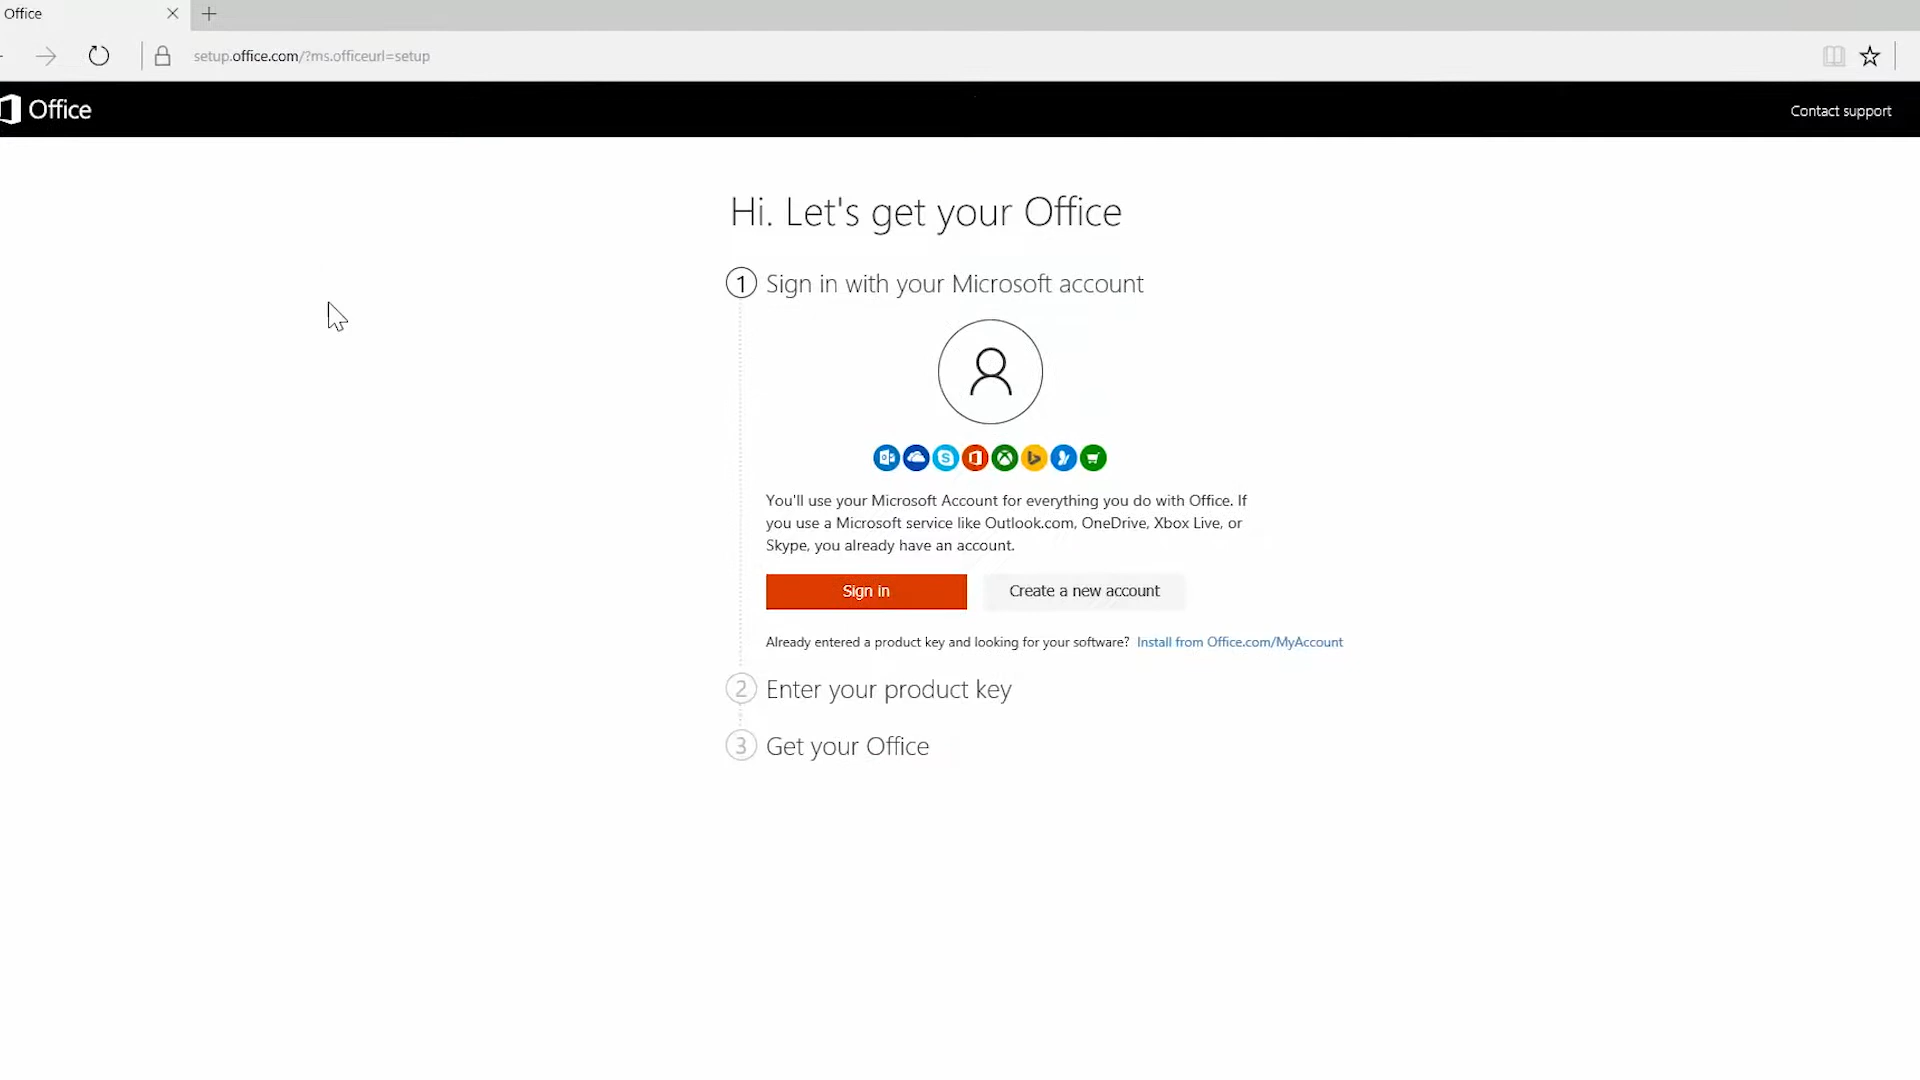 Office
setup.office.com/?ms.officeurl=setup
Office
Contact support
Hi. Let's get your Office
1 Sign in with your Microsoft account
You'll use your Microsoft Account for everything you do with Office. If
you use a Microsoft service like Outlook.com, OneDrive, Xbox Live, or
Skype, you already have an account.
Sign in
Create a new account
Already entered a product key and looking for your software? Install from Office.com/MyAccount
2 Enter your product key
3 Get your Office